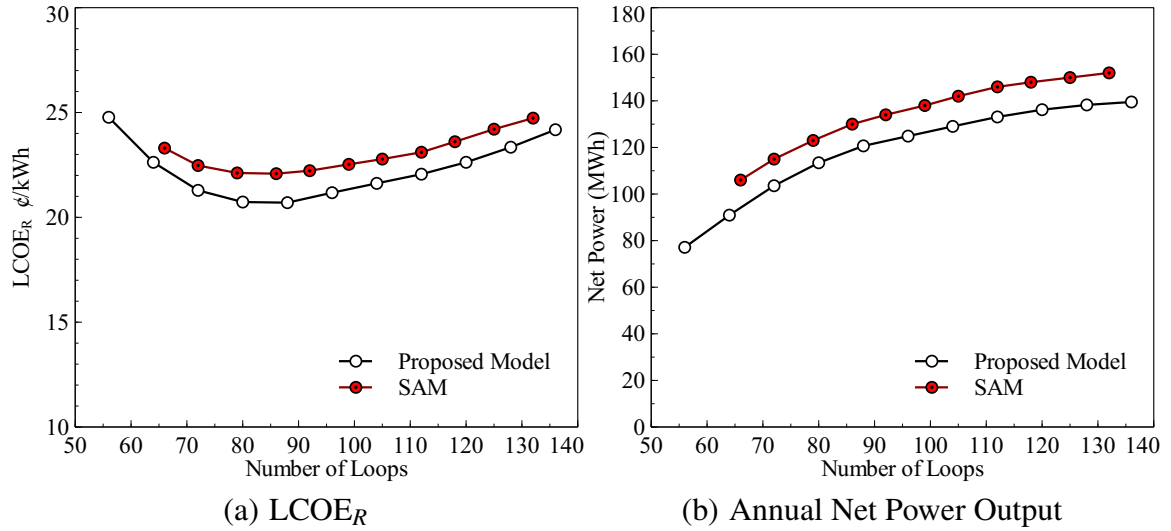 30
25
20
15
10
LCOE_R ¢/kWh
50 60 70 80 90 100 110 120 130 140
Number of Loops
Proposed Model
SAM
(a) LCOE_R
180
160
140
120
100
80
60
40
20
0
Net Power (MWh)
50 60 70 80 90 100 110 120 130 140
Number of Loops
Proposed Model
SAM
(b) Annual Net Power Output